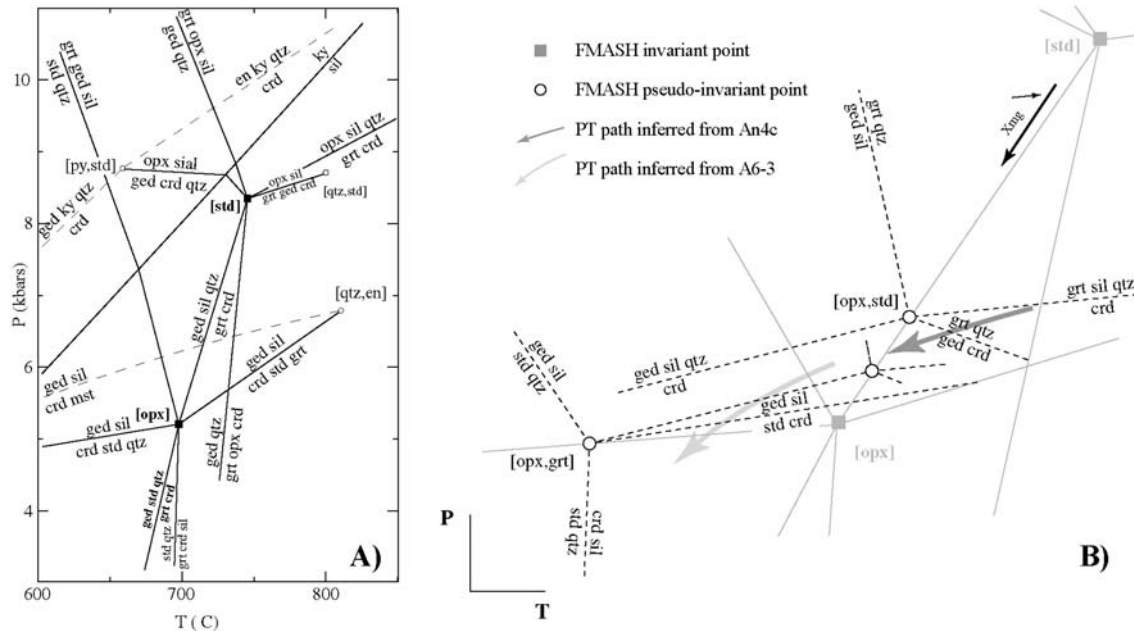 A)
grt opx sil
ged qtz
grt ged sil
std qtz
en ky qtz
crd
ky
sil
10
8
6
4
P (kbars)
[py,std]
opx sial
ged crd qtz
opx sil qtz
grt crd
opx sil
grt ged crd
[qtz,std]
[std]
ged ky qtz
crd
ged sil qtz
grt crd
[qtz,en]
ged sil
crd std grt
ged sil
crd mst
[opx]
ged sil
crd std qtz
ged qtz
grt opx crd
ged std qtz
grt crd
std qtz
grt crd sil
600
700
800
T ( C)
[std]
FMASH invariant point
FMASH pseudo-invariant point
PT path inferred from An4c
PT path inferred from A6-3
Xmg
grt qtz
ged sil
[opx,std]
grt sil qtz
crd
grt qtz
ged crd
ged sil
std qtz
ged sil qtz
crd
ged sil
std crd
[opx]
[opx,grt]
crd sil
std qtz
P
T
B)